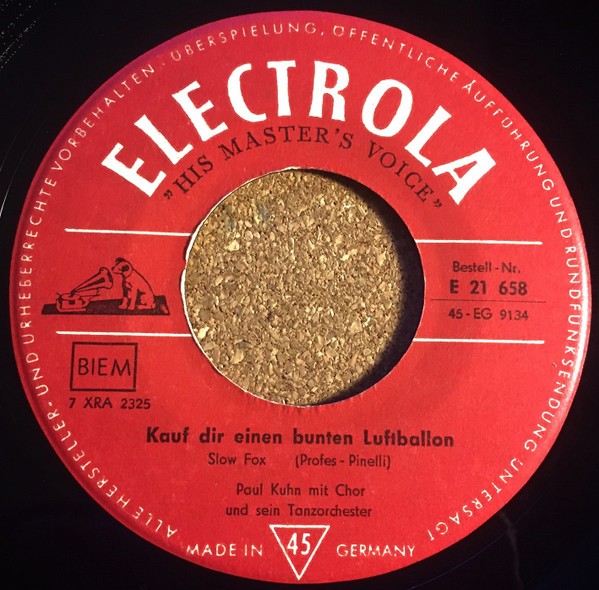 ALLE HERSTELLER- UND URHEBERRECHTE VORBEHALTEN · ÜBERSPIELUNG, ÖFFENTLICHE AUFFÜHRUNG UND RUNDFUNKSENDUNG UNTERSAGT
ELECTROLA
„HIS MASTER'S VOICE”
Bestell-Nr.
E 21 658
45-EG 9134
BIEM
7 XRA 2325
Kauf dir einen bunten Luftballon
Slow Fox (Profes - Pinelli)
Paul Kuhn mit Chor
und sein Tanzorchester
MADE IN 45 GERMANY